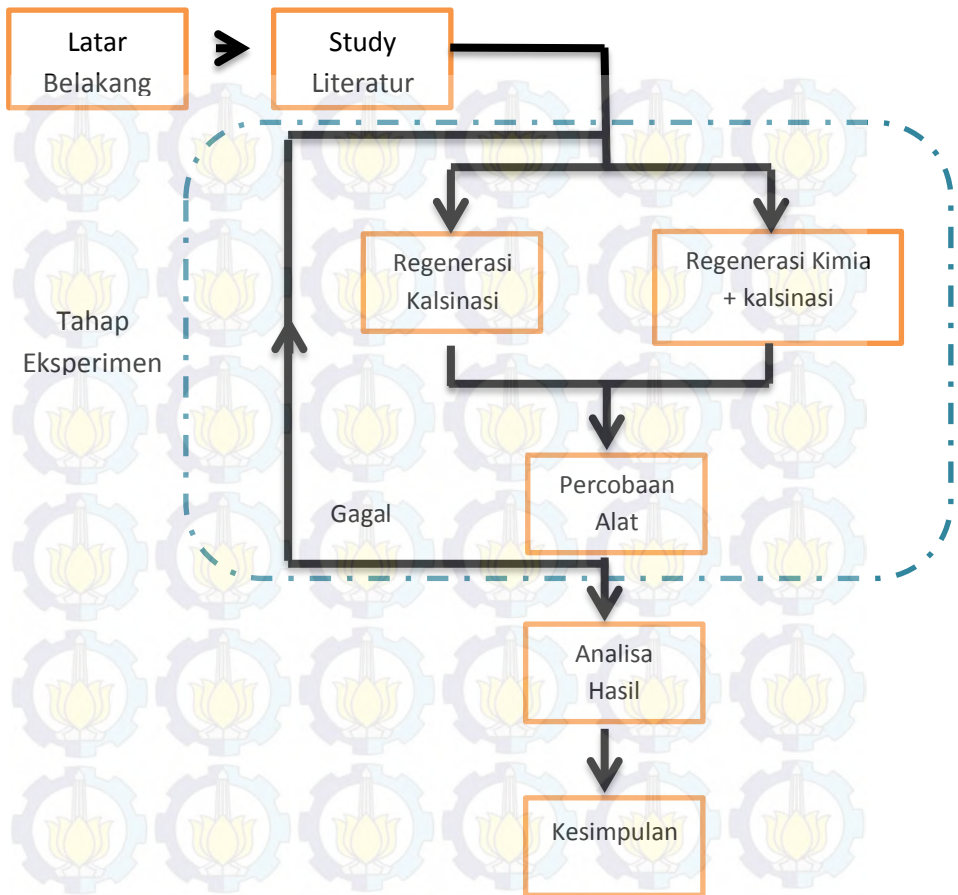 Latar
Belakang
Study
Literatur
Regenerasi
Kalsinasi
Regenerasi Kimia
+ kalsinasi
Tahap
Eksperimen
Percobaan
Alat
Gagal
Analisa
Hasil
Kesimpulan